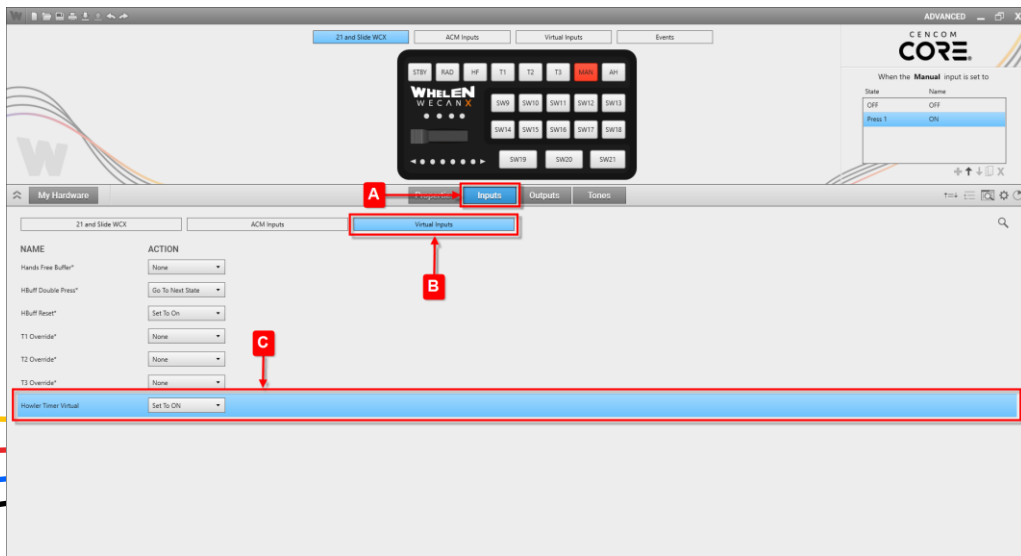 W
ADVANCED
21 and Slide WCX
ACM Inputs
Virtual Inputs
Events
CENCOM
CORE®
When the Manual input is set to
State Name
OFF OFF
Press 1 ON
STBY RAD HF T1 T2 T3 MAN AH
WHELEN
WECANX
SW9 SW10 SW11 SW12 SW13
SW14 SW15 SW16 SW17 SW18
SW19 SW20 SW21
W
My Hardware
A
Inputs
Outputs
Tones
21 and Slide WCX
ACM Inputs
Virtual Inputs
B
NAME ACTION
Hands Free Buffer* None
HBuff Double Press* Go To Next State
HBuff Reset* Set To On
T1 Override* None
T2 Override* None
T3 Override* None
C
Howler Timer Virtual Set To ON